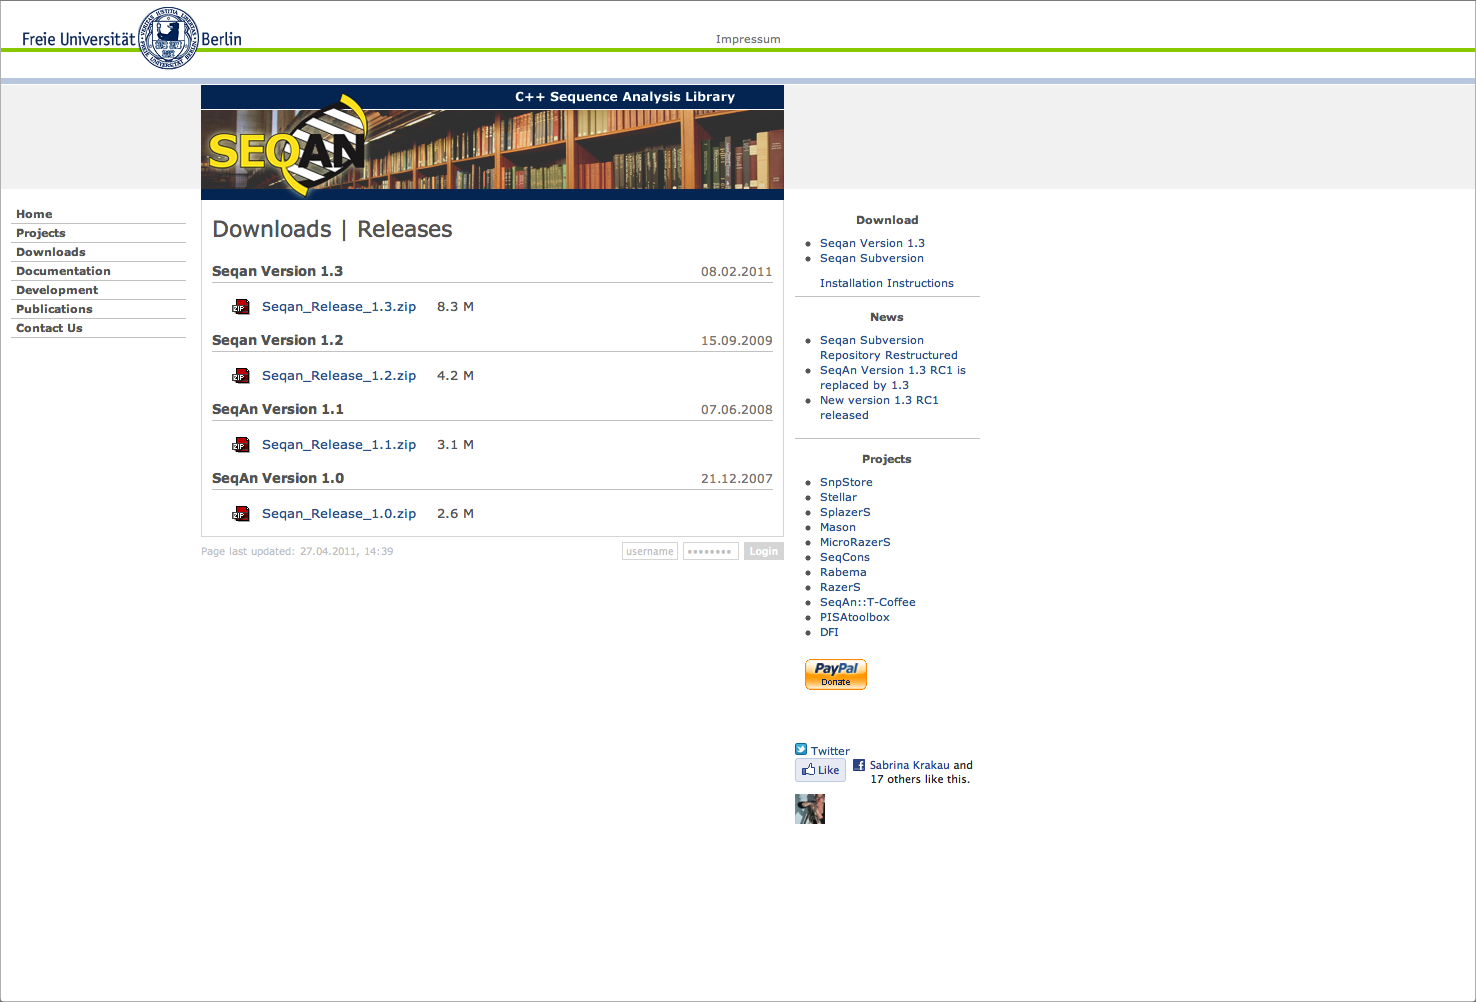 Freie Universität Berlin
Impressum
C++ Sequence Analysis Library
SEQAN
Home
Projects
Downloads
Documentation
Development
Publications
Contact Us
Downloads | Releases
Seqan Version 1.3 08.02.2011
ZIP Seqan_Release_1.3.zip 8.3 M
Seqan Version 1.2 15.09.2009
ZIP Seqan_Release_1.2.zip 4.2 M
SeqAn Version 1.1 07.06.2008
ZIP Seqan_Release_1.1.zip 3.1 M
SeqAn Version 1.0 21.12.2007
ZIP Seqan_Release_1.0.zip 2.6 M
Page last updated: 27.04.2011, 14:39
username •••••••• Login
Download
Seqan Version 1.3
Seqan Subversion
Installation Instructions
News
Seqan Subversion
Repository Restructured
SeqAn Version 1.3 RC1 is
replaced by 1.3
New version 1.3 RC1
released
Projects
SnpStore
Stellar
SplazerS
Mason
MicroRazerS
SeqCons
Rabema
RazerS
SeqAn::T-Coffee
PISAtoolbox
DFI
PayPal
Donate
Twitter
Like
Sabrina Krakau and
17 others like this.